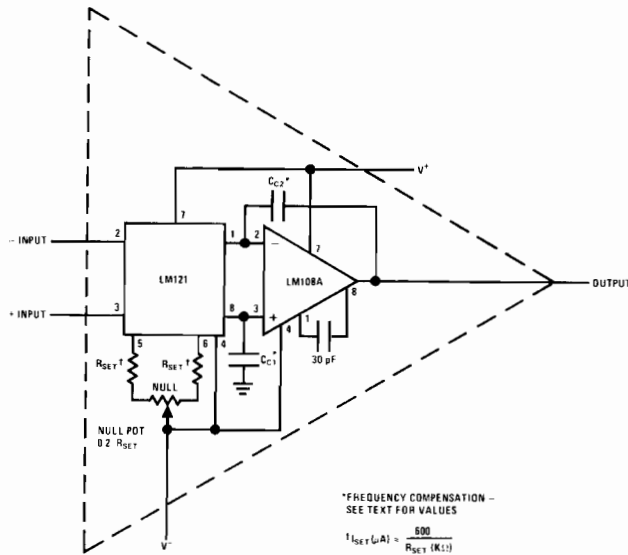 V+
CC2*
7
– INPUT
2
1
2
–
7
LM121
LM108A
8
OUTPUT
+ INPUT
3
8
3
+
4
1
5
6
4
RSET†
RSET†
CC1*
30 pF
NULL
NULL POT
0.2 RSET
V-
*FREQUENCY COMPENSATION –
SEE TEXT FOR VALUES
†ISET(µA) ≈ 600
RSET (KΩ)